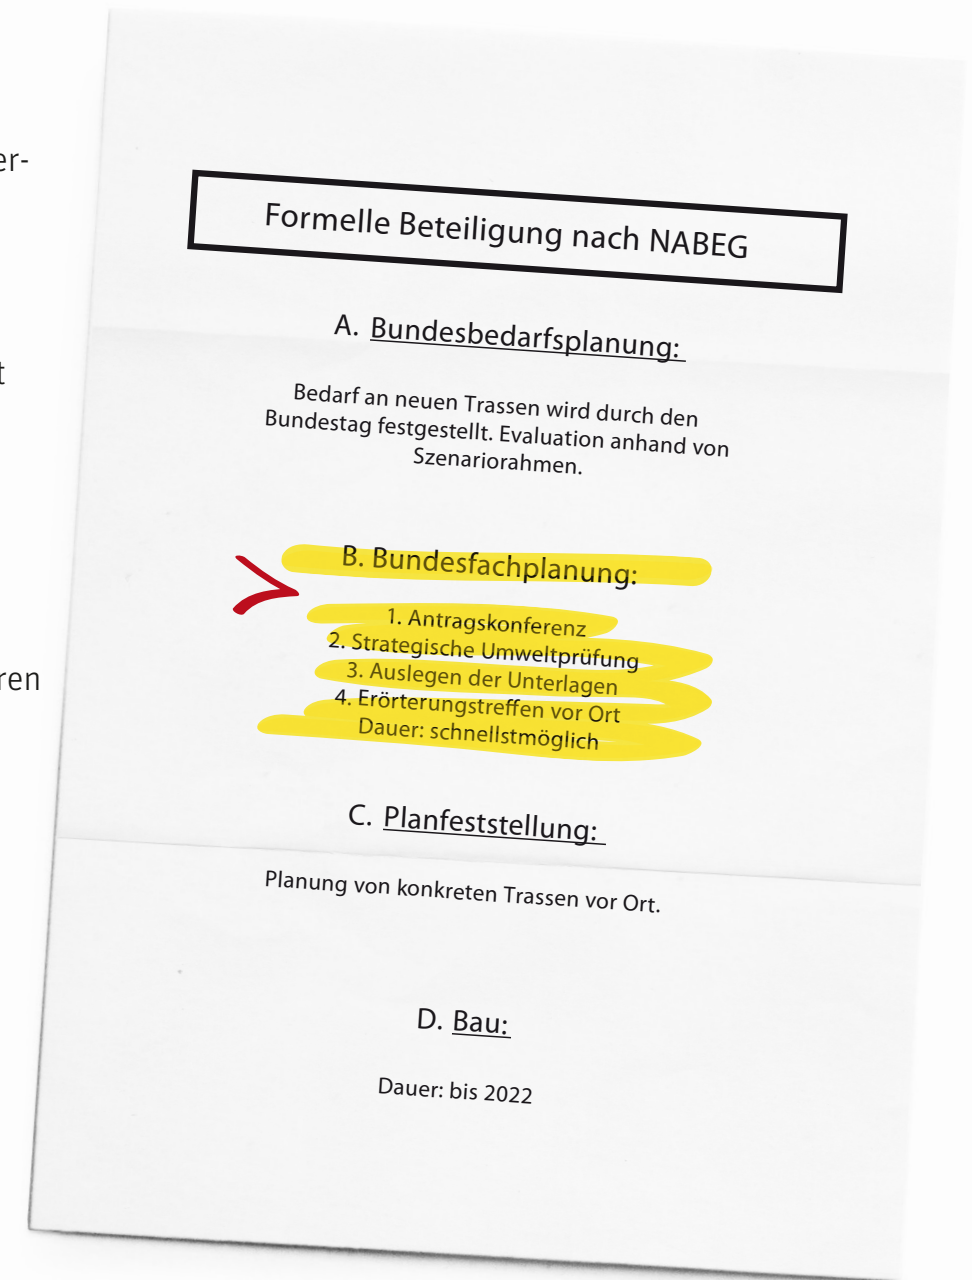 er-
t
ren
Formelle Beteiligung nach NABEG
A. Bundesbedarfsplanung:
Bedarf an neuen Trassen wird durch den
Bundestag festgestellt. Evaluation anhand von
Szenariorahmen.
B. Bundesfachplanung:
1. Antragskonferenz
2. Strategische Umweltprüfung
3. Auslegen der Unterlagen
4. Erörterungstreffen vor Ort
Dauer: schnellstmöglich
C. Planfeststellung:
Planung von konkreten Trassen vor Ort.
D. Bau:
Dauer: bis 2022